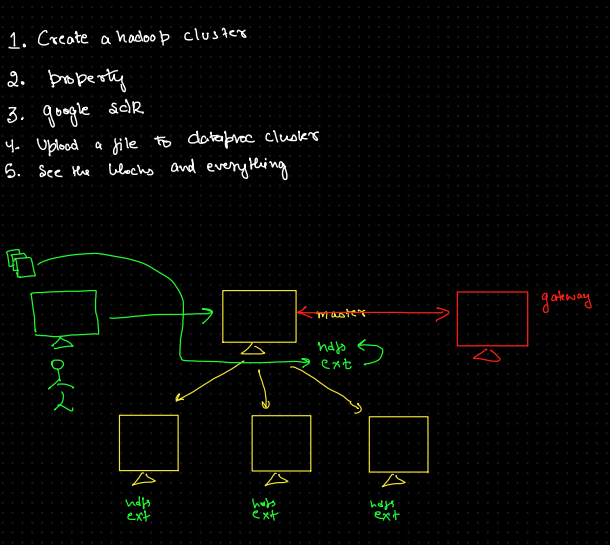 1. Create a hadoop cluster
2. property
3. google sdk
4. Upload a file to dataproc cluster
5. See the blocks and everything
gateway
master
hdfs
ext
hdfs
ext
hdfs
ext
hdfs
ext